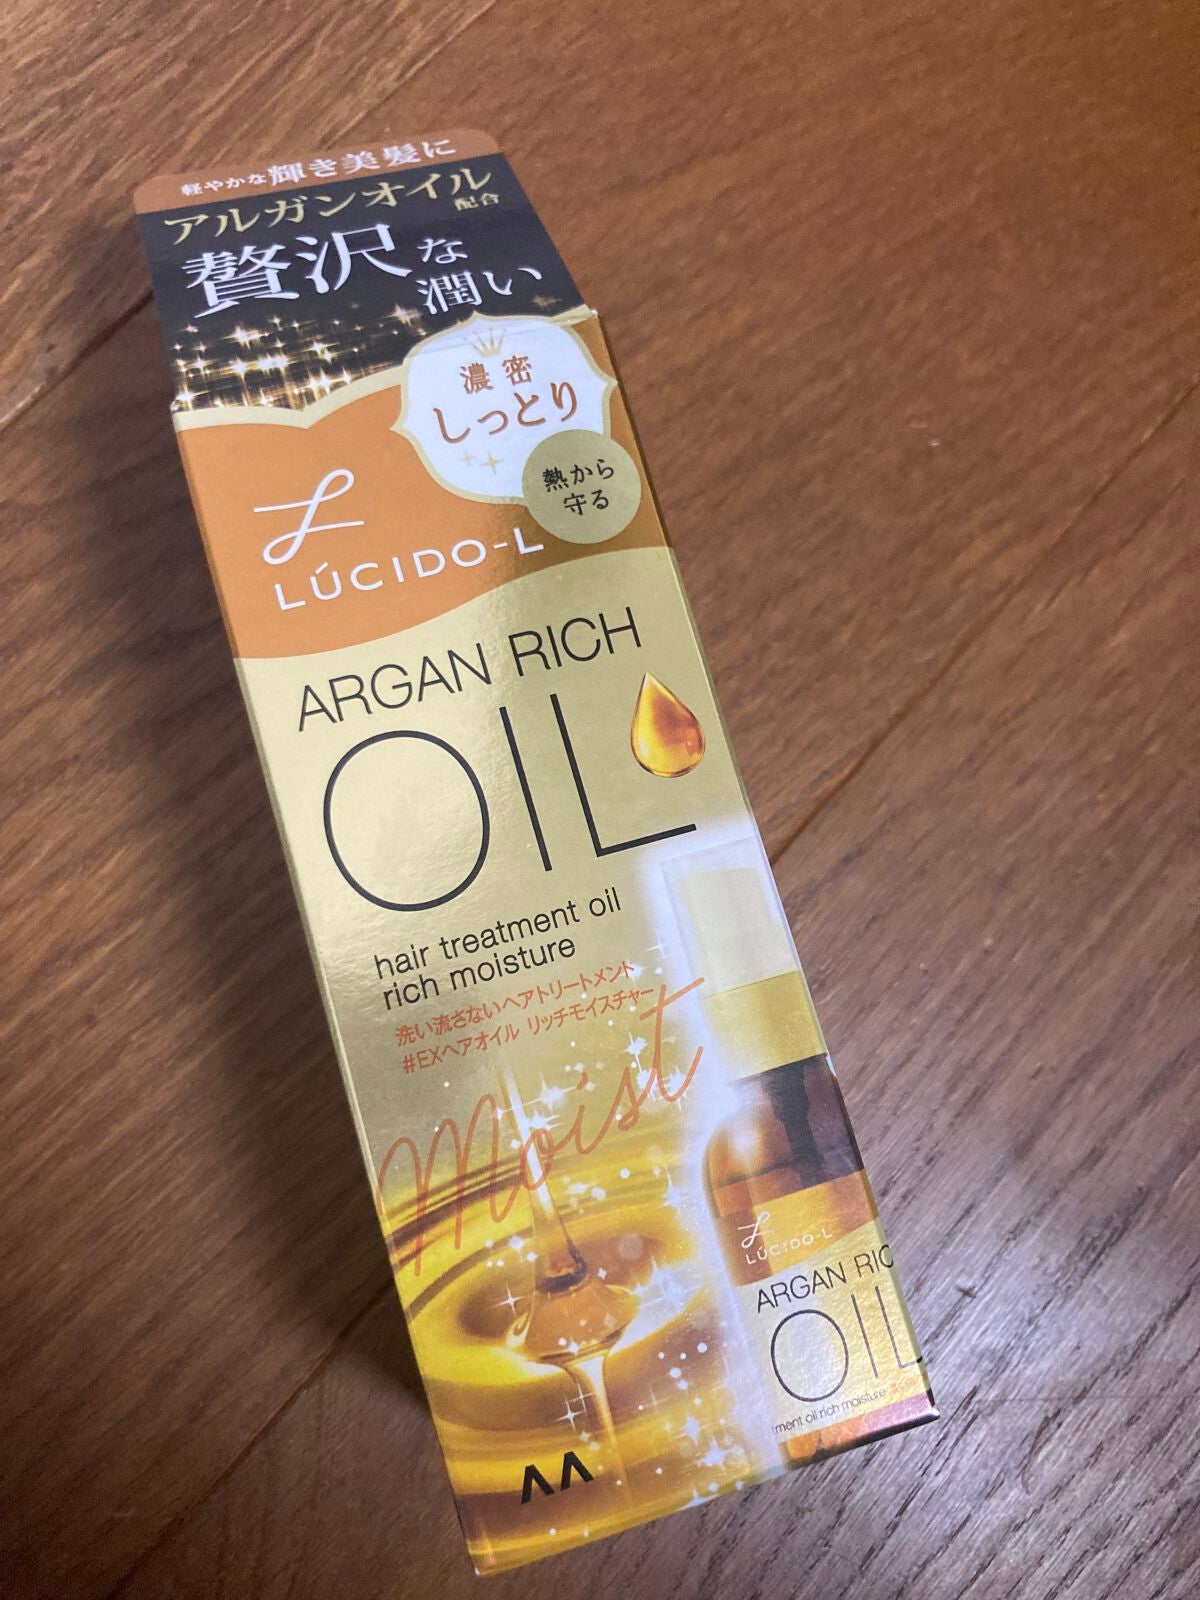 軽やかな輝き美髪に
アルガンオイル配合
贅沢な
潤い
濃密
しっとり
熱から
守る
LÚCIDO-L
ARGAN RICH
OIL
hair treatment oil
rich moisture
洗い流さないヘアトリートメント
#EXヘアオイル リッチモイスチャー
Moist
LÚCIDO-L
ARGAN RIC
OIL
ment oil rich moisture